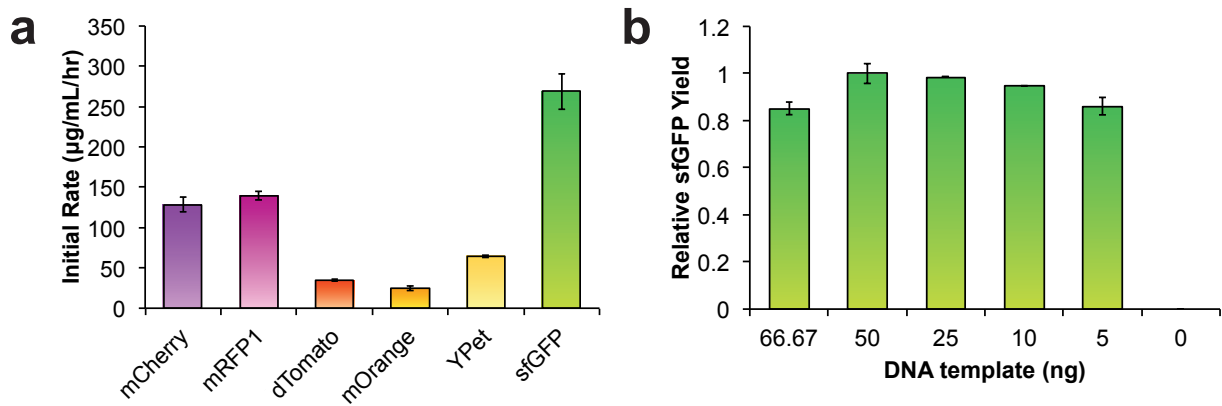 a
Initial Rate (µg/mL/hr)
350
300
250
200
150
100
50
0
mCherry
mRFP1
dTomato
mOrange
YPet
sfGFP
b
Relative sfGFP Yield
1.2
1
0.8
0.6
0.4
0.2
0
66.67 50 25 10 5 0
DNA template (ng)